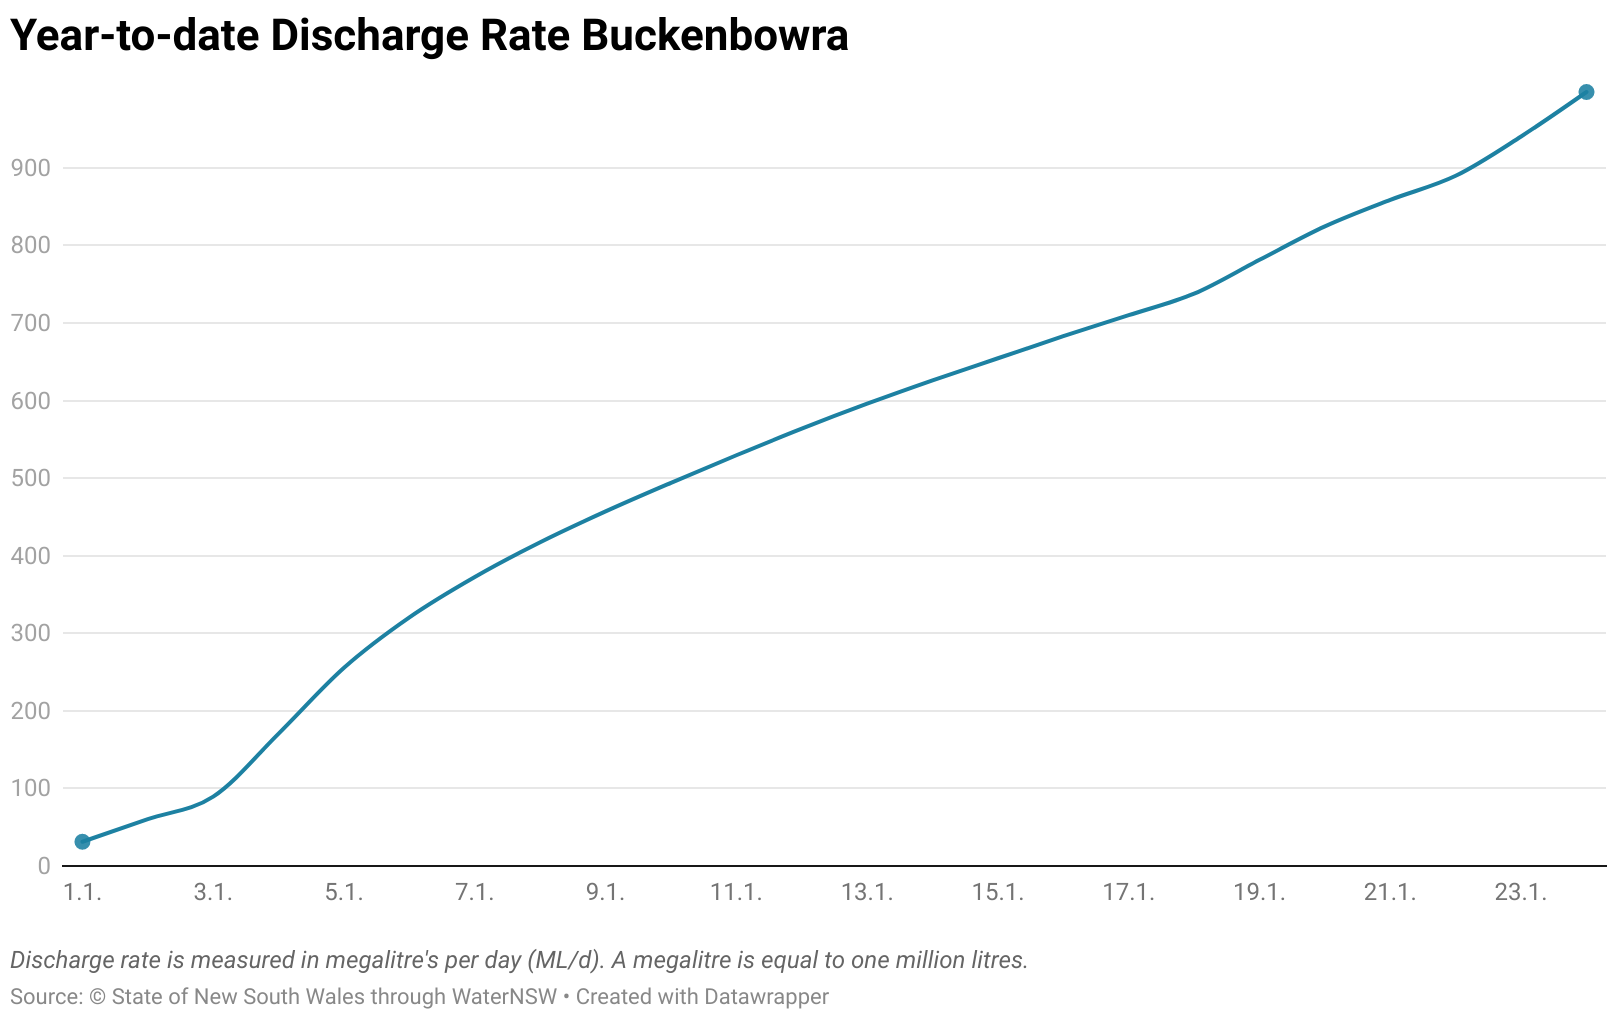 Year-to-date Discharge Rate Buckenbowra
900
800
700
600
500
400
300
200
100
0
1.1. 3.1. 5.1. 7.1. 9.1. 11.1. 13.1. 15.1. 17.1. 19.1. 21.1. 23.1.
Discharge rate is measured in megalitre's per day (ML/d). A megalitre is equal to one million litres.
Source: © State of New South Wales through WaterNSW • Created with Datawrapper